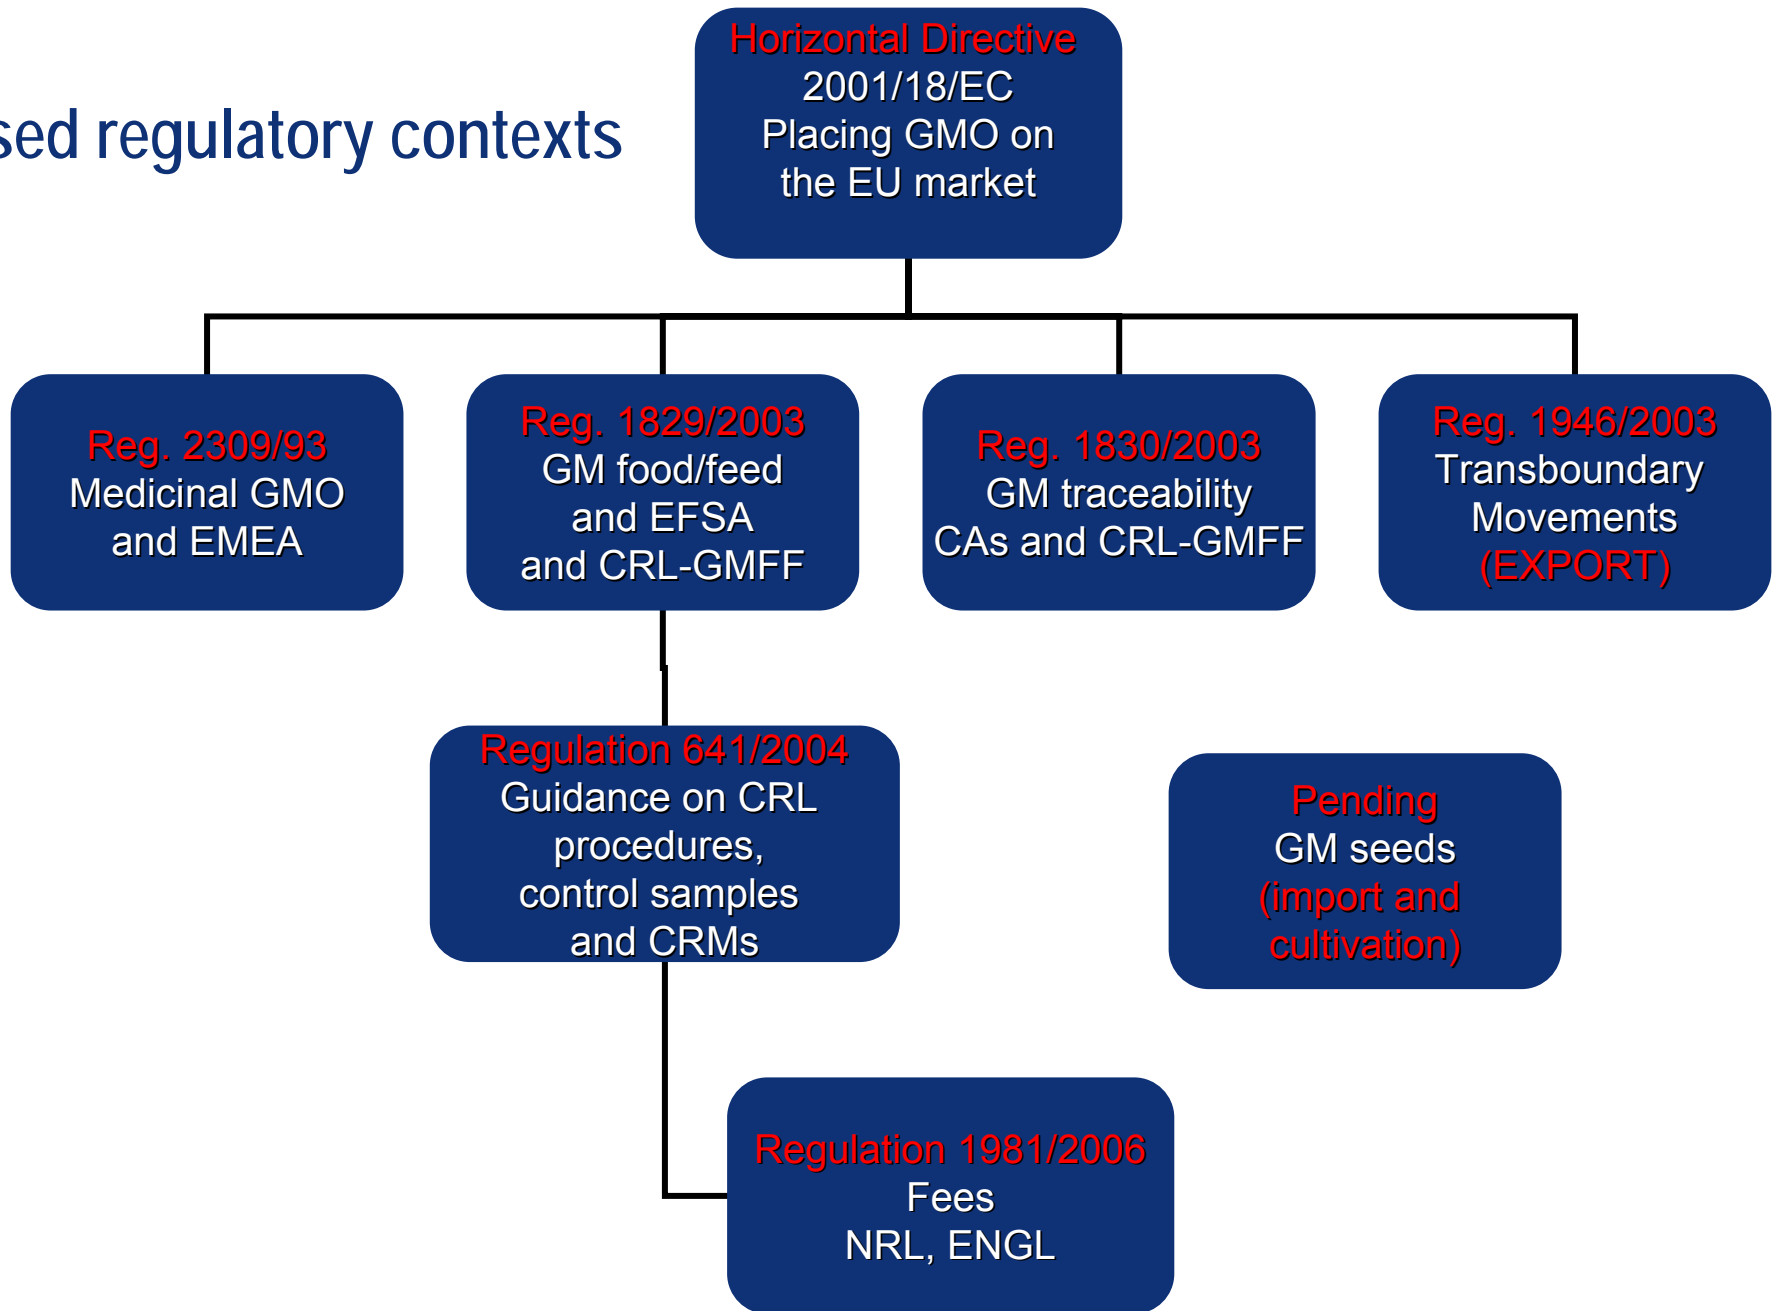 sed regulatory contexts
Horizontal Directive
2001/18/EC
Placing GMO on
the EU market
Reg. 2309/93
Medicinal GMO
and EMEA
Reg. 1829/2003
GM food/feed
and EFSA
and CRL-GMFF
Reg. 1830/2003
GM traceability
CAs and CRL-GMFF
Reg. 1946/2003
Transboundary
Movements
(EXPORT)
Regulation 641/2004
Guidance on CRL
procedures,
control samples
and CRMs
Pending
GM seeds
(import and
cultivation)
Regulation 1981/2006
Fees
NRL, ENGL